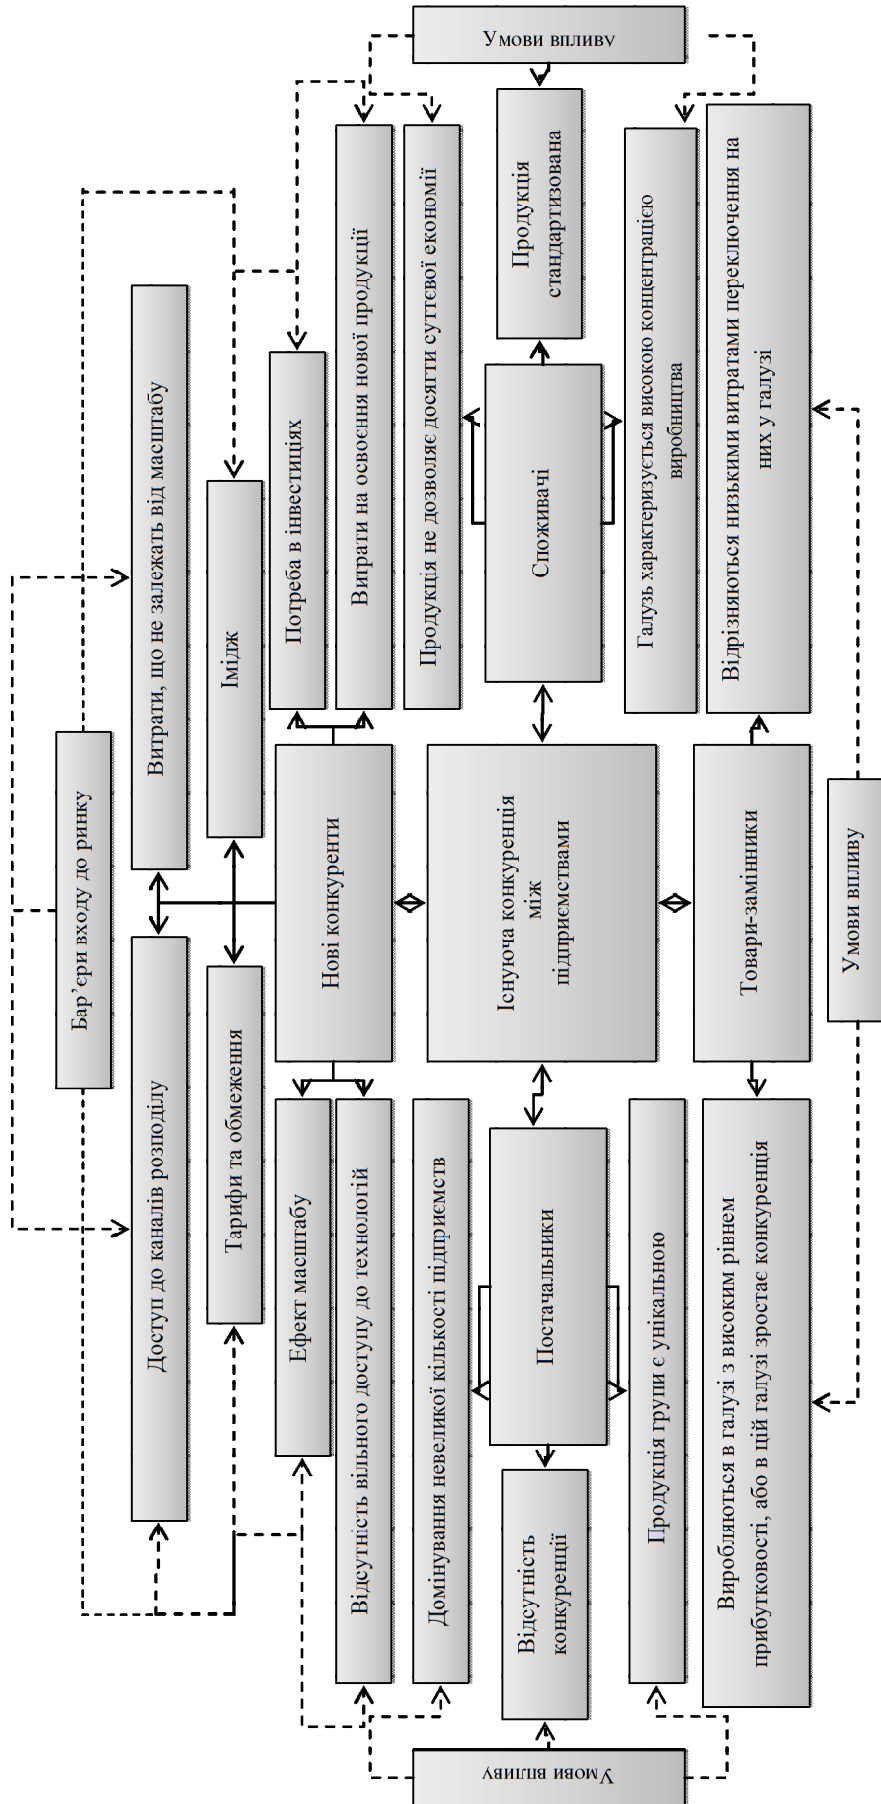 Бар’єри входу до ринку
Доступ до каналів розподілу
Витрати, що не залежать від масштабу
Тарифи та обмеження
Імідж
Ефект масштабу
Нові конкуренти
Потреба в інвестиціях
Відсутність вільного доступу до технологій
Витрати на освоєння нової продукції
Домінування невеликої кількості підприємств
Продукція не дозволяє досягти суттєвої економії
Умови впливу
Відсутність
конкуренції
Постачальники
Існуюча конкуренція
між
підприємствами
Споживачі
Продукція
стандартизована
Умови впливу
Продукція групи є унікальною
Галузь характеризується високою концентрацією
виробництва
Виробляються в галузі з високим рівнем
прибутковості, або в цій галузі зростає конкуренція
Товари-замінники
Відрізняються низькими витратами переключення на
них у галузі
Умови впливу